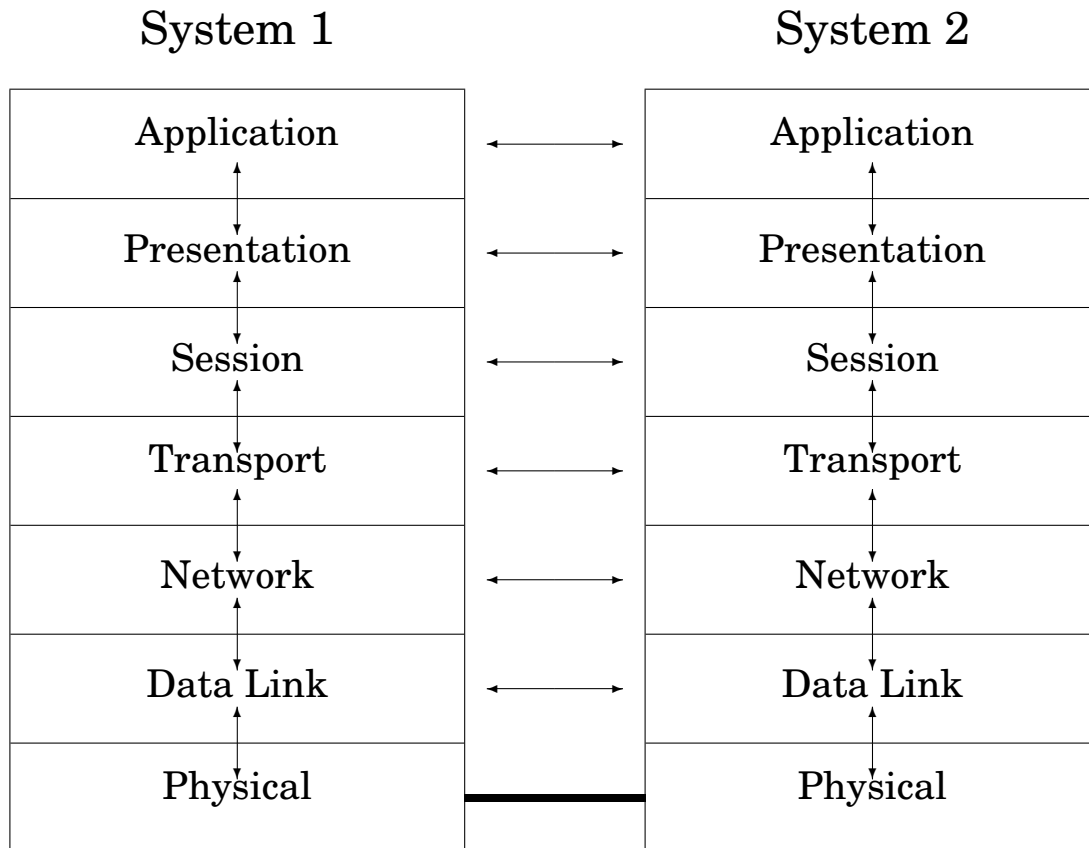 System 1 System 2
Application Application
Presentation Presentation
Session Session
Transport Transport
Network Network
Data Link Data Link
Physical Physical